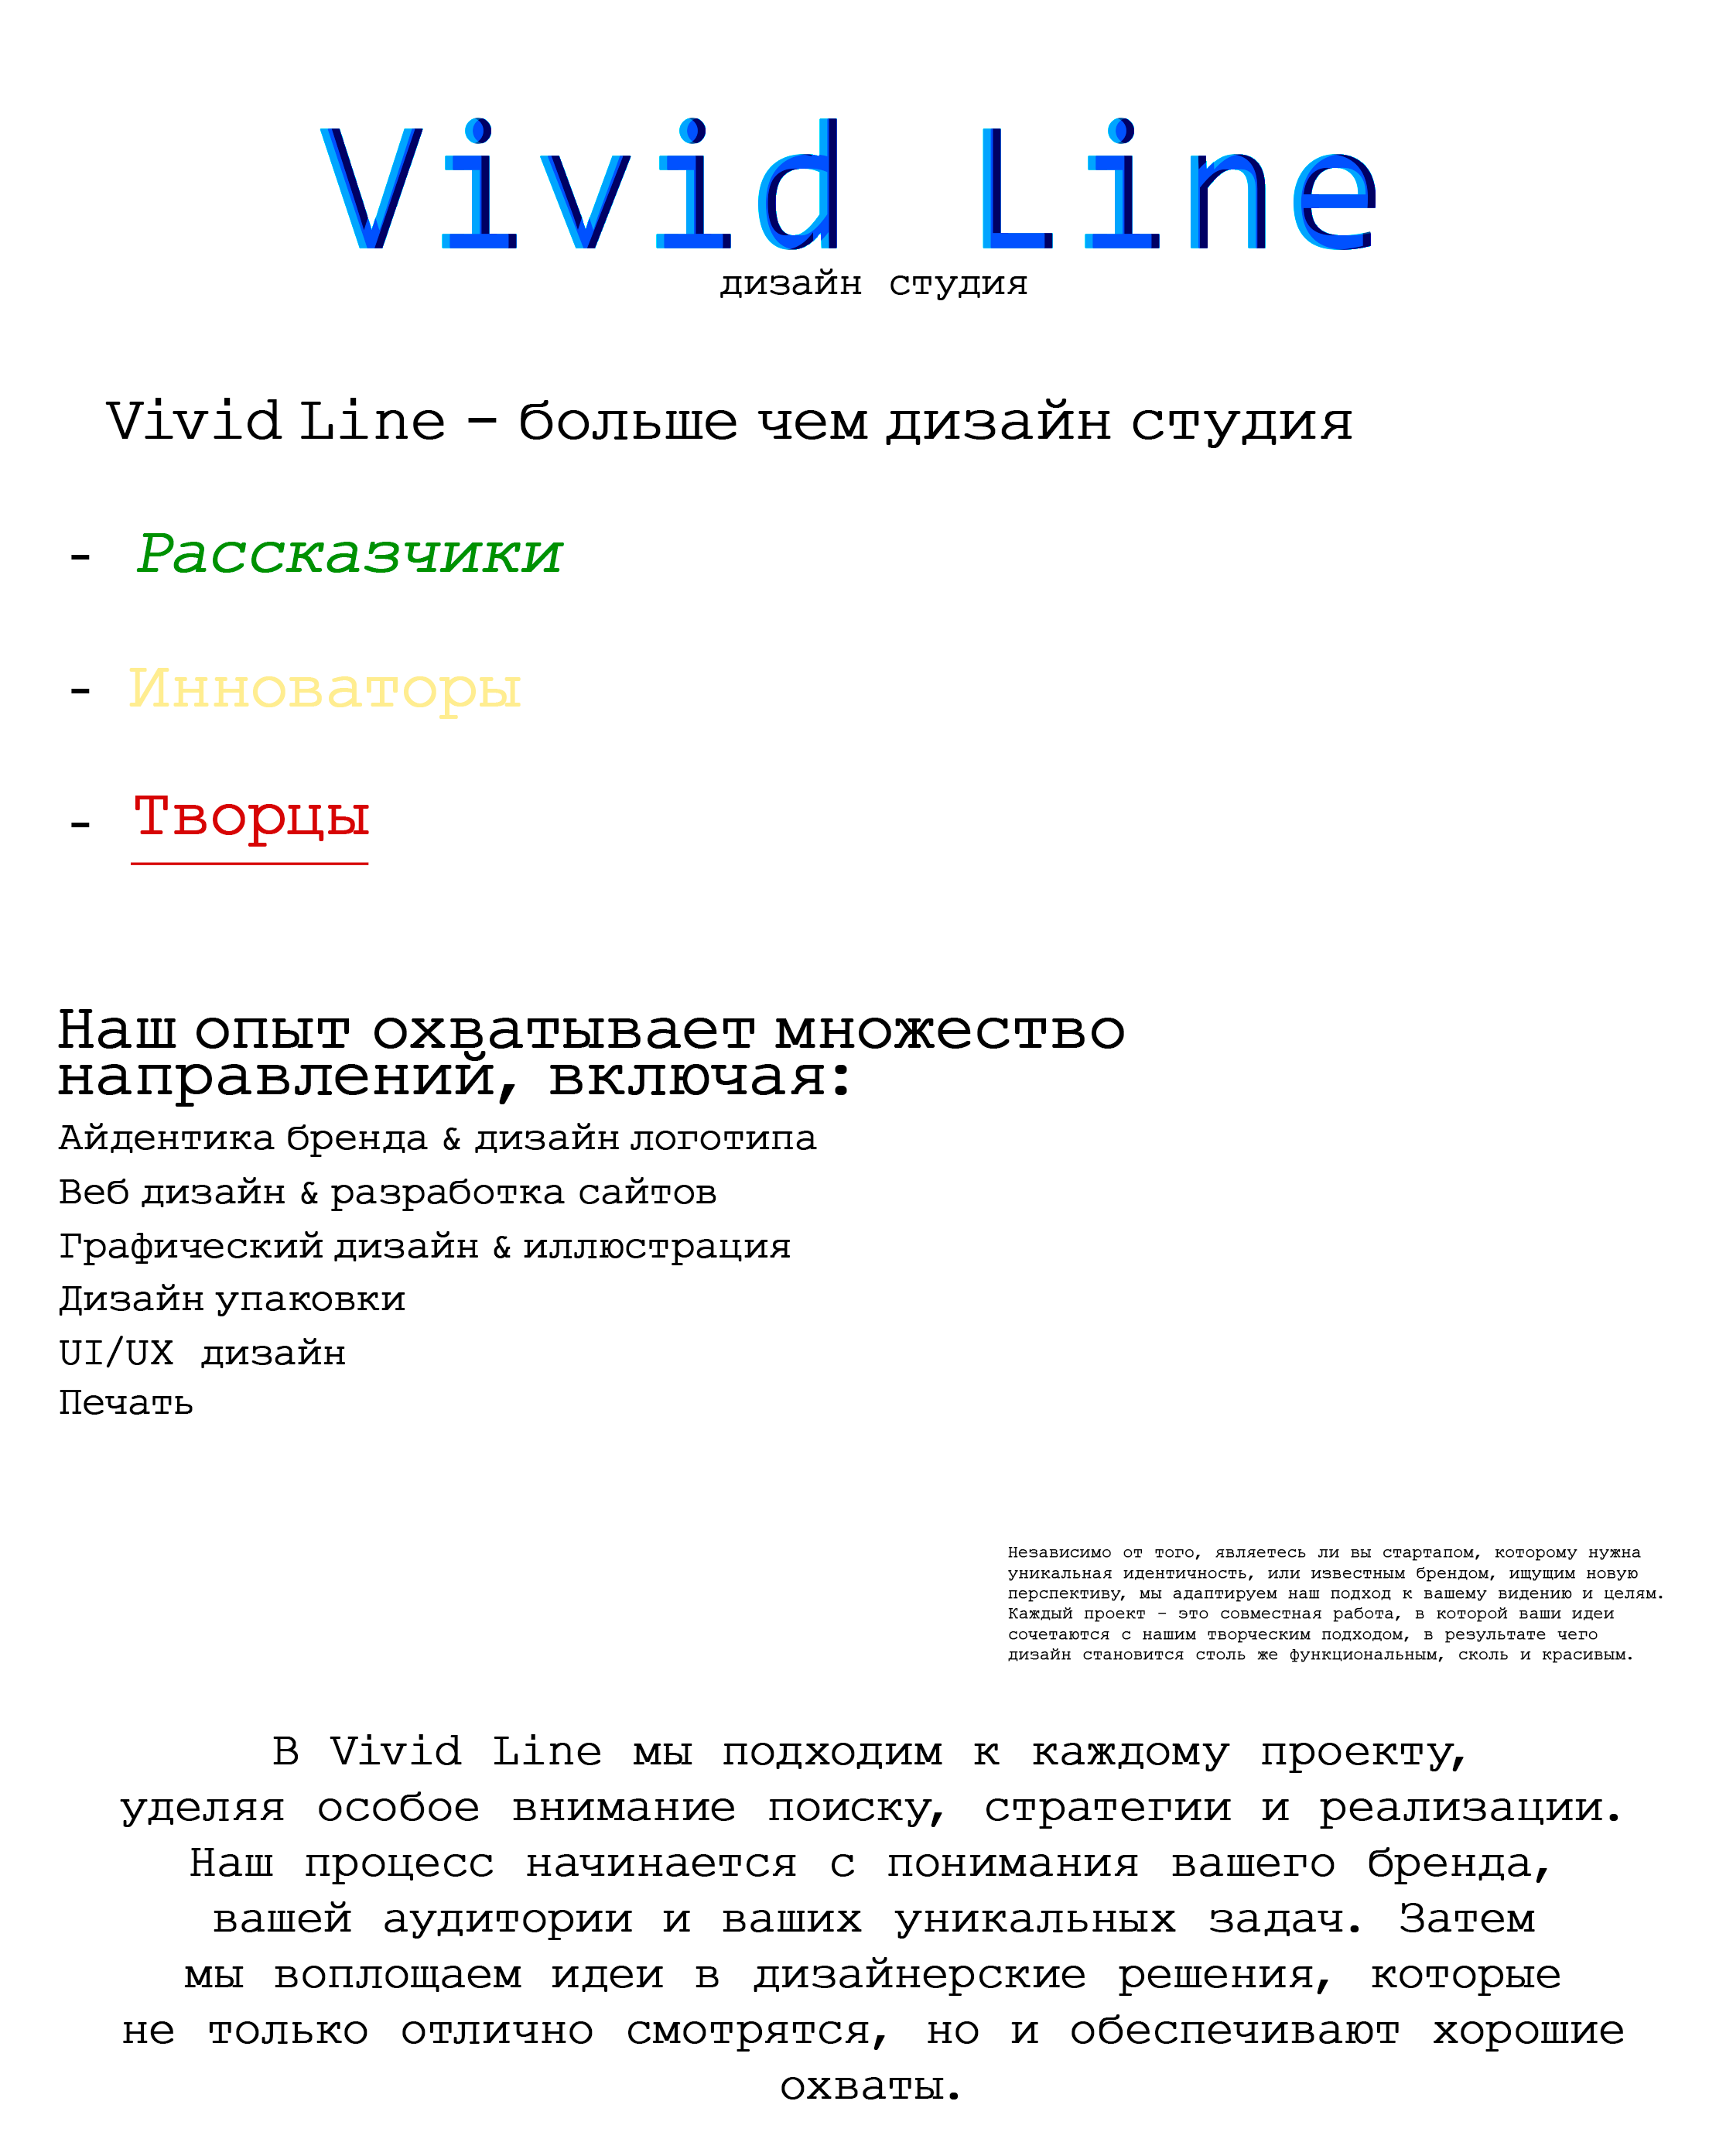 Vivid Line
дизайн студия
Vivid Line - больше чем дизайн студия
- Рассказчики
- Инноваторы
- Творцы
Наш опыт охватывает множество
направлений, включая:
Айдентика бренда & дизайн логотипа
Веб дизайн & разработка сайтов
Графический дизайн & иллюстрация
Дизайн упаковки
UI/UX дизайн
Печать
Независимо от того, являетесь ли вы стартапом, которому нужна
уникальная идентичность, или известным брендом, ищущим новую
перспективу, мы адаптируем наш подход к вашему видению и целям.
Каждый проект - это совместная работа, в которой ваши идеи
сочетаются с нашим творческим подходом, в результате чего
дизайн становится столь же функциональным, сколь и красивым.
В Vivid Line мы подходим к каждому проекту,
уделяя особое внимание поиску, стратегии и реализации.
Наш процесс начинается с понимания вашего бренда,
вашей аудитории и ваших уникальных задач. Затем
мы воплощаем идеи в дизайнерские решения, которые
не только отлично смотрятся, но и обеспечивают хорошие
охваты.